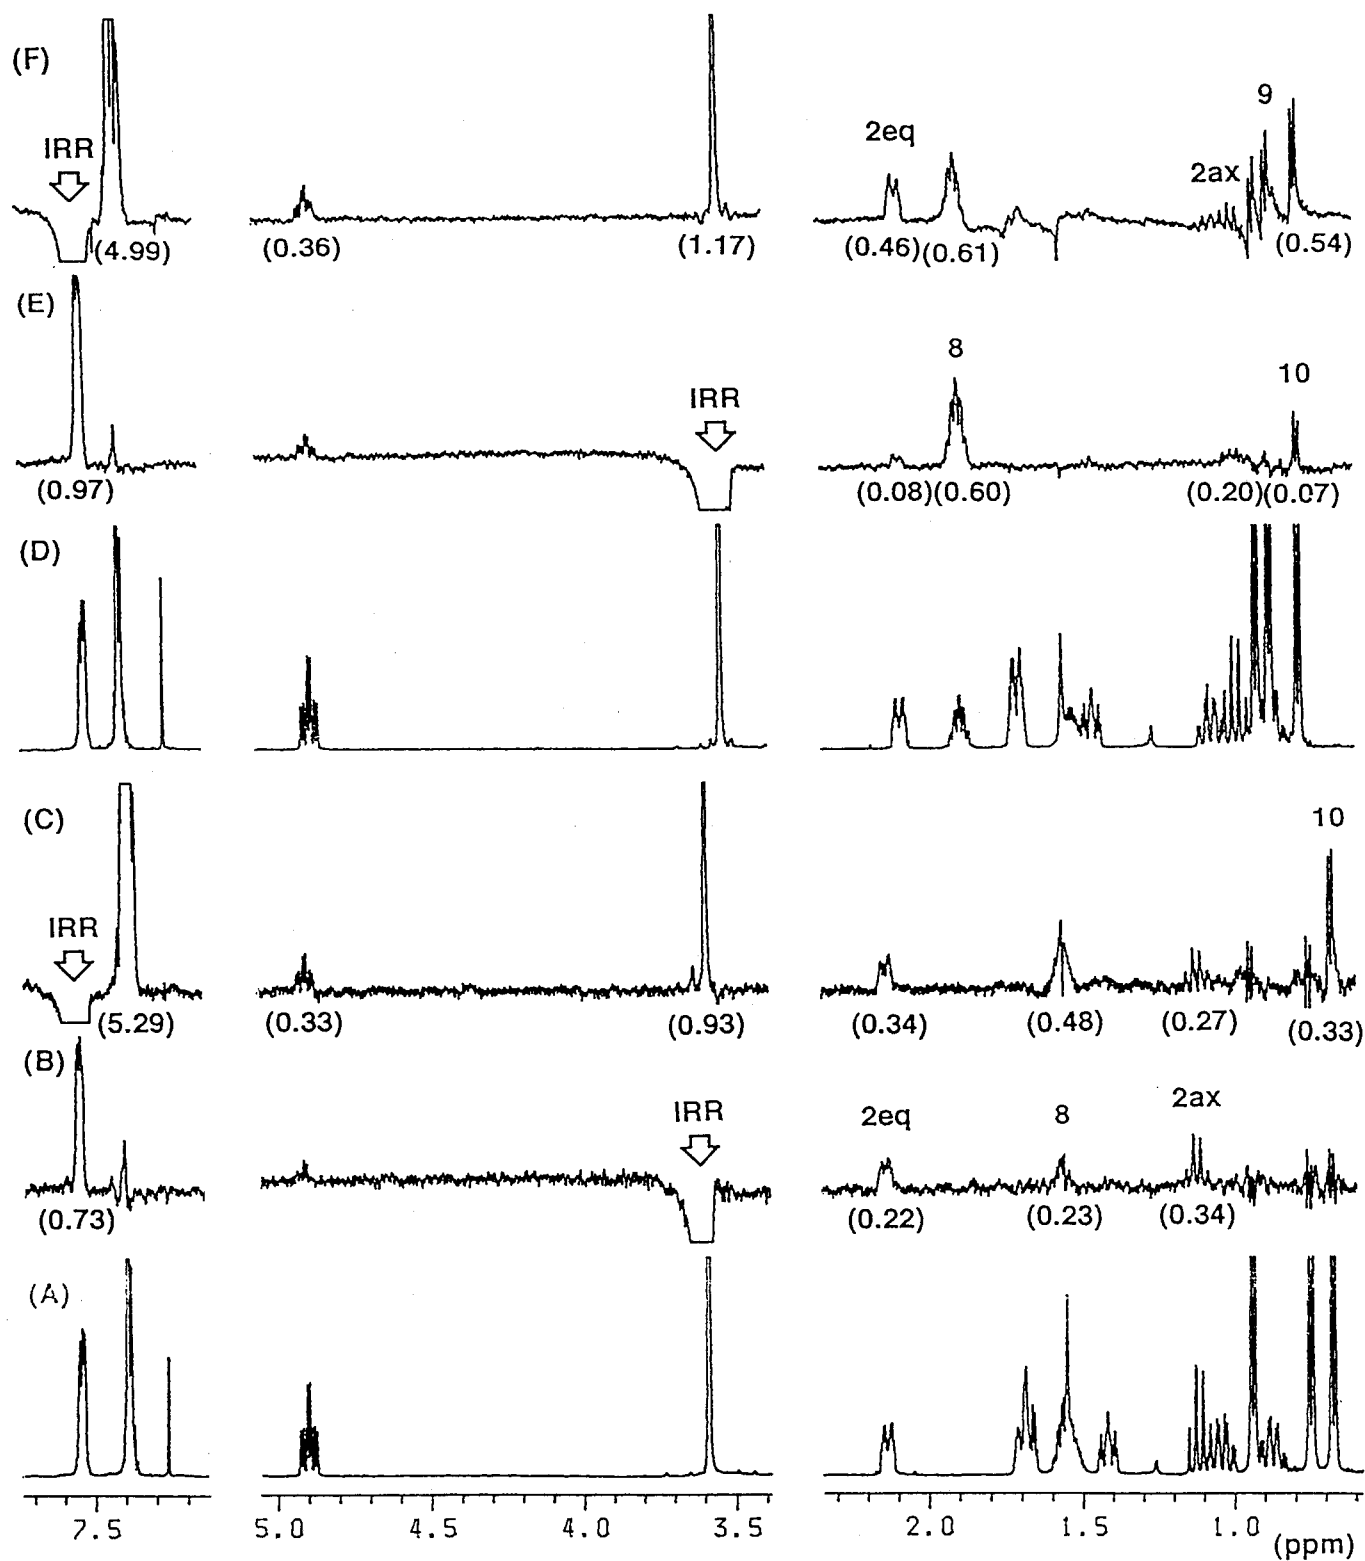 (F)
9
2eq
IRR
2ax
(4.99)
(0.36)
(1.17)
(0.46)
(0.61)
(0.54)
(E)
8
10
IRR
(0.97)
(0.08)
(0.60)
(0.20)
(0.07)
(D)
(C)
10
IRR
(5.29)
(0.33)
(0.93)
(0.34)
(0.48)
(0.27)
(0.33)
(B)
2ax
IRR
2eq
8
(0.73)
(0.22)
(0.23)
(0.34)
(A)
7.5
5.0
4.5
4.0
3.5
2.0
1.5
1.0
(ppm)